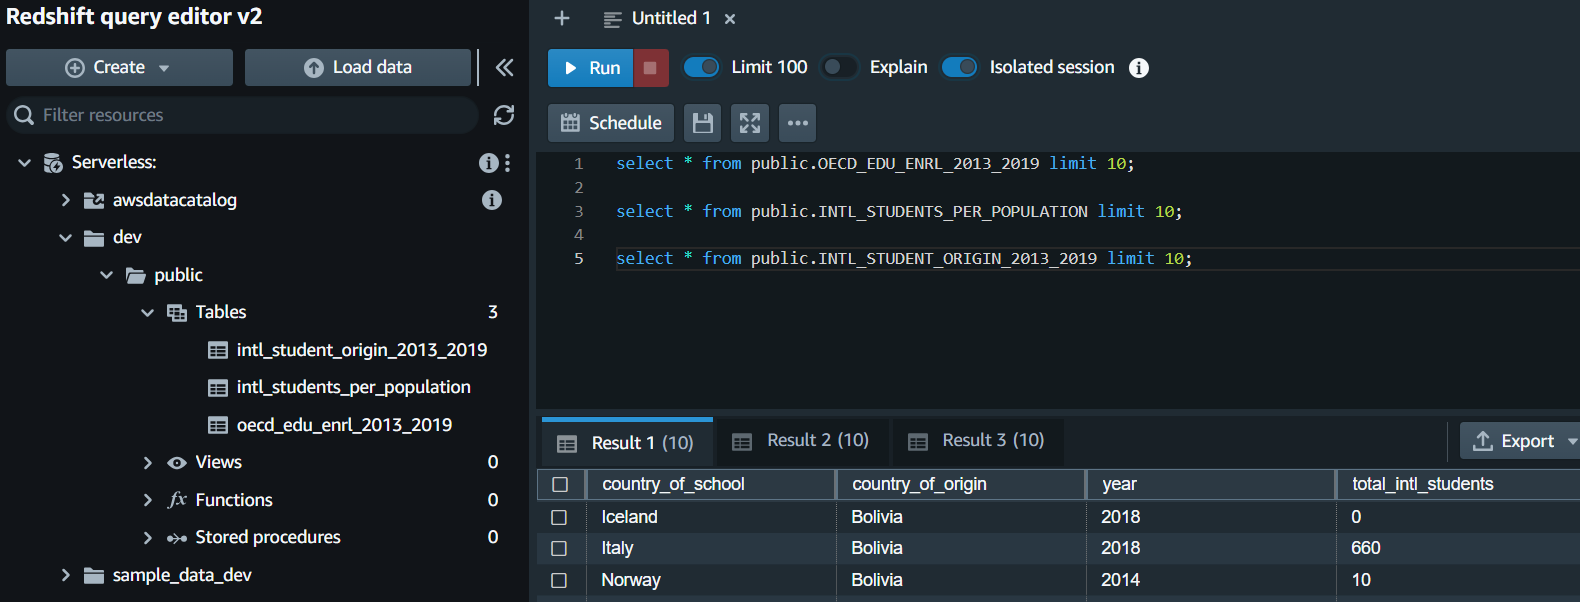 Redshift query editor v2
Create
Load data
Filter resources
Serverless:
awsdatacatalog
dev
public
Tables 3
intl_student_origin_2013_2019
intl_students_per_population
oecd_edu_enrl_2013_2019
Views 0
fx Functions 0
Stored procedures 0
sample_data_dev
Untitled 1
Run Limit 100 Explain Isolated session
Schedule
1 select * from public.OECD_EDU_ENRL_2013_2019 limit 10;
2
3 select * from public.INTL_STUDENTS_PER_POPULATION limit 10;
4
5 select * from public.INTL_STUDENT_ORIGIN_2013_2019 limit 10;
Result 1 (10) Result 2 (10) Result 3 (10) Export
country_of_school country_of_origin year total_intl_students
Iceland Bolivia 2018 0
Italy Bolivia 2018 660
Norway Bolivia 2014 10